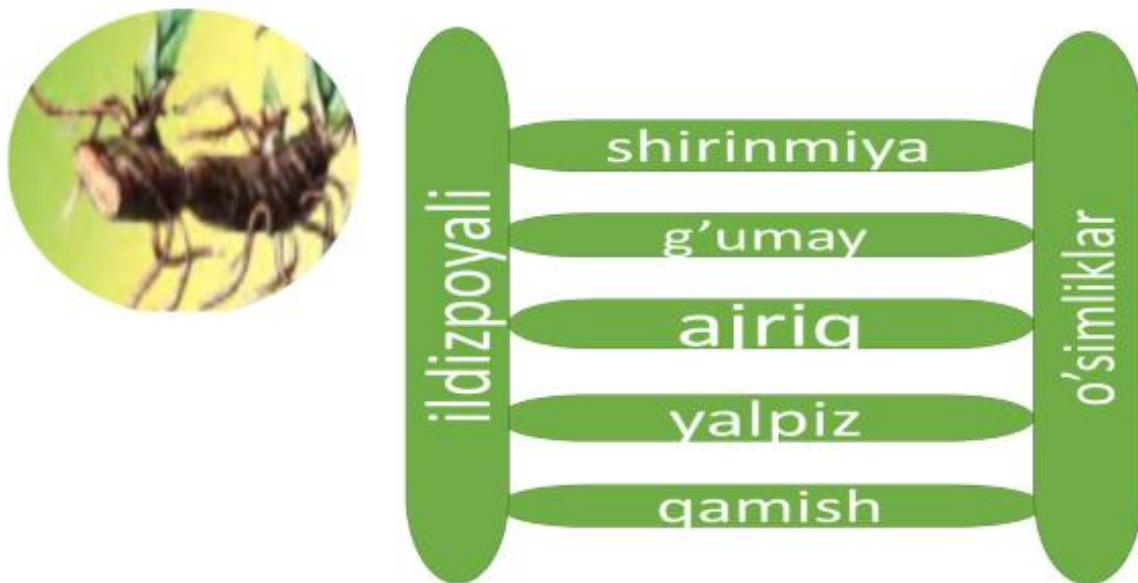 ildizpoyali
shirinmiya
g’umay
ajriq
yalpiz
qamish
o’simliklar